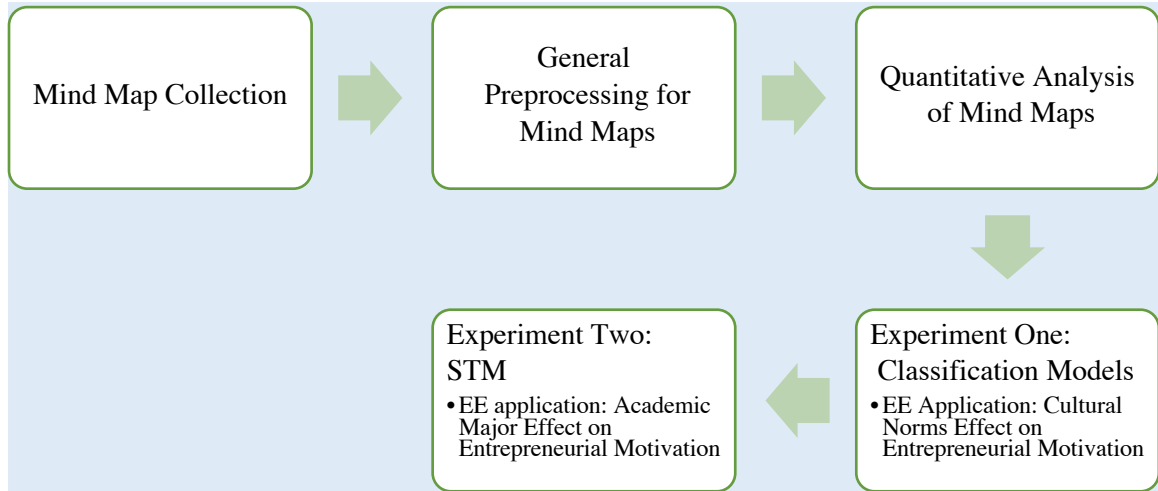 Mind Map Collection
General
Preprocessing for
Mind Maps
Quantitative Analysis
of Mind Maps
Experiment One:
Classification Models
• EE Application: Cultural
Norms Effect on
Entrepreneurial Motivation
Experiment Two:
STM
• EE application: Academic
Major Effect on
Entrepreneurial Motivation